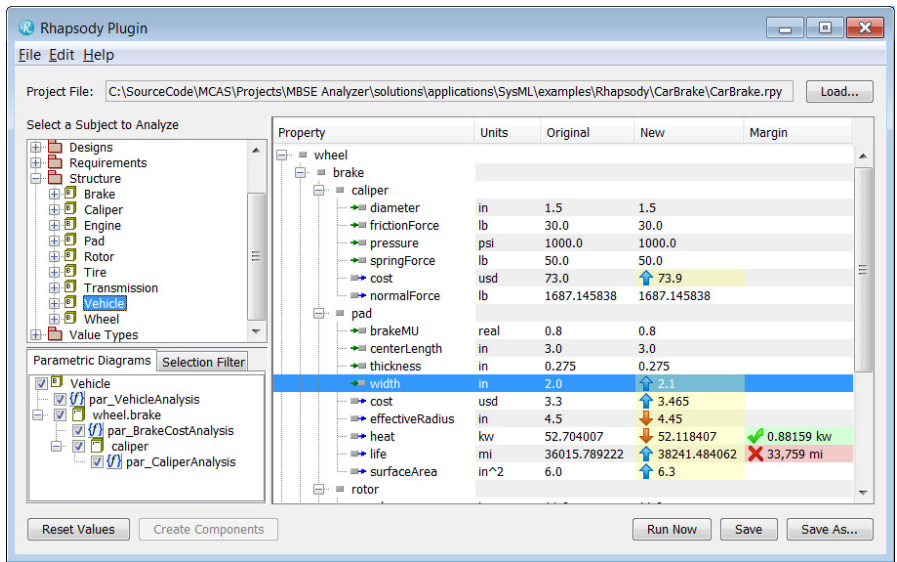 Rhapsody Plugin
File Edit Help
Project File: C:\SourceCode\MCAS\Projects\MBSE Analyzer\solutions\applications\SysML\examples\Rhapsody\CarBrake\CarBrake.rpy Load...
Select a Subject to Analyze
Designs
Requirements
Structure
Brake
Caliper
Engine
Pad
Rotor
Tire
Transmission
Vehicle
Wheel
Value Types
Parametric Diagrams Selection Filter
Vehicle
{f} par_VehicleAnalysis
wheel.brake
{f} par_BrakeCostAnalysis
caliper
{f} par_CaliperAnalysis
Property Units Original New Margin
wheel
brake
caliper
diameter in 1.5 1.5
frictionForce lb 30.0 30.0
pressure psi 1000.0 1000.0
springForce lb 50.0 50.0
cost usd 73.0 73.9
normalForce lb 1687.145838 1687.145838
pad
brakeMU real 0.8 0.8
centerLength in 3.0 3.0
thickness in 0.275 0.275
width in 2.0 2.1
cost usd 3.3 3.465
effectiveRadius in 4.5 4.45
heat kw 52.704007 52.118407 0.88159 kw
life mi 36015.789222 38241.484062 33,759 mi
surfaceArea in^2 6.0 6.3
rotor
Reset Values Create Components Run Now Save Save As...